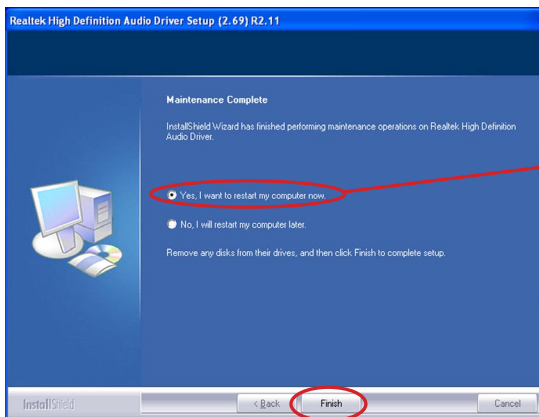 Realtek High Definition Audio Driver Setup (2.69) R2.11
Maintenance Complete
InstallShield Wizard has finished performing maintenance operations on Realtek High Definition
Audio Driver.
Yes, I want to restart my computer now.
No, I will restart my computer later.
Remove any disks from their drives, and then click Finish to complete setup.
InstallShield
< Back
Finish
Cancel